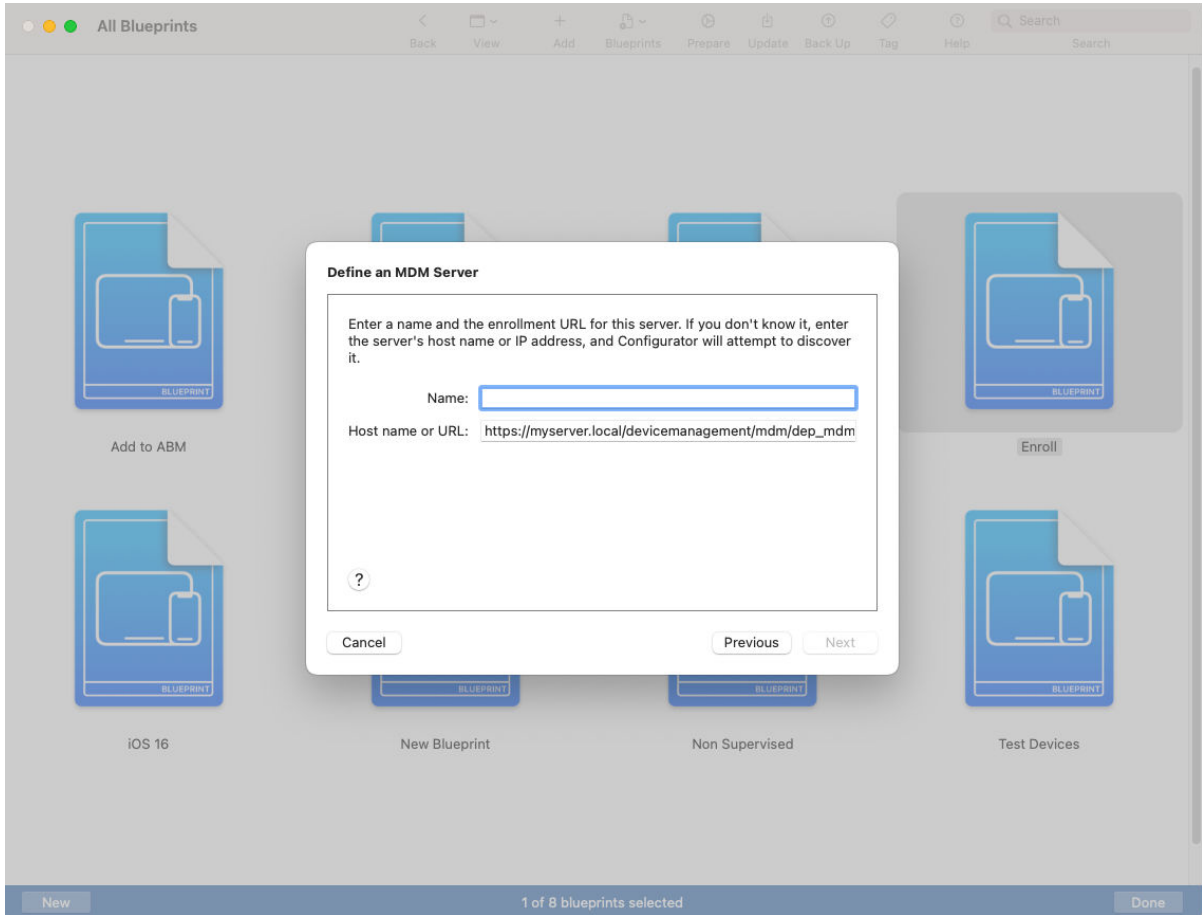 All Blueprints
Back
View
Add
Blueprints
Prepare
Update
Back Up
Tag
Help
Search
Search
Define an MDM Server
Enter a name and the enrollment URL for this server. If you don't know it, enter
the server's host name or IP address, and Configurator will attempt to discover
it.
Name:
Host name or URL: https://myserver.local/devicemanagement/mdm/dep_mdm
?
Cancel
Previous
Next
BLUEPRINT
BLUEPRINT
Add to ABM
Enroll
BLUEPRINT
BLUEPRINT
BLUEPRINT
BLUEPRINT
iOS 16
New Blueprint
Non Supervised
Test Devices
New
1 of 8 blueprints selected
Done